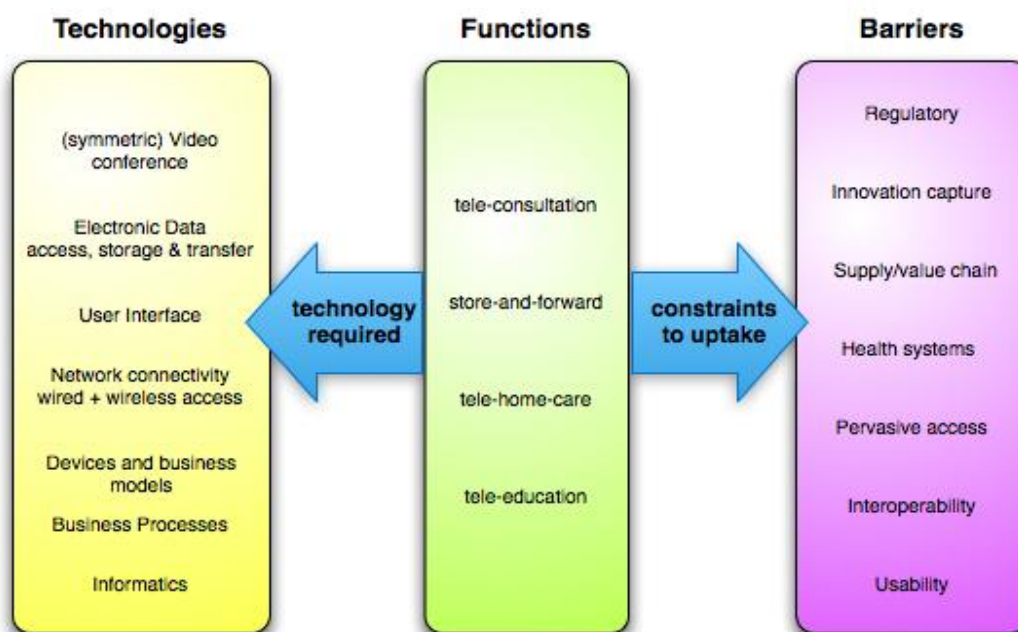 Technologies
(symmetric) Video
conference
Electronic Data
access, storage & transfer
User Interface
Network connectivity
wired + wireless access
Devices and business
models
Business Processes
Informatics
technology
required
Functions
tele-consultation
store-and-forward
tele-home-care
tele-education
constraints
to uptake
Barriers
Regulatory
Innovation capture
Supply/value chain
Health systems
Pervasive access
Interoperability
Usability